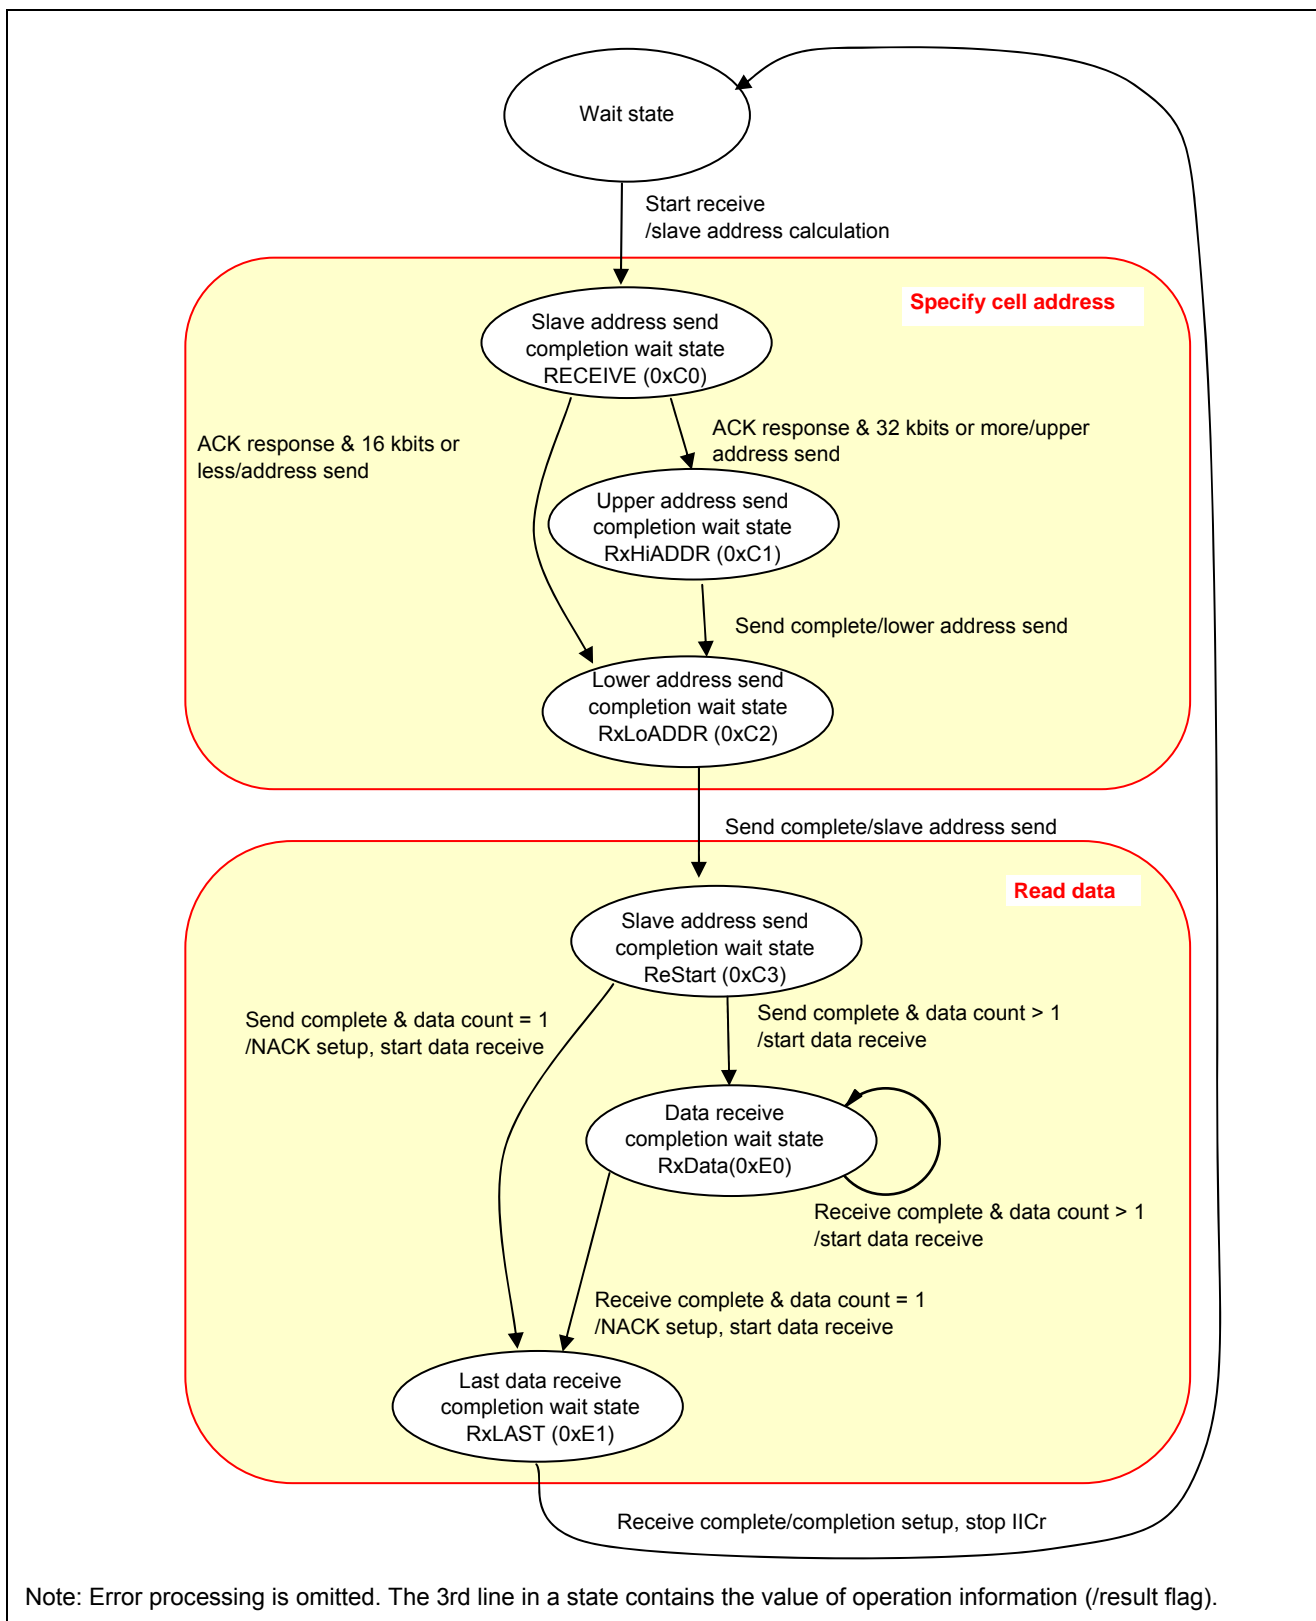 Wait state
Start receive
/slave address calculation
Specify cell address
Slave address send
completion wait state
RECEIVE (0xC0)
ACK response & 16 kbits or
less/address send
ACK response & 32 kbits or more/upper
address send
Upper address send
completion wait state
RxHiADDR (0xC1)
Send complete/lower address send
Lower address send
completion wait state
RxLoADDR (0xC2)
Send complete/slave address send
Read data
Slave address send
completion wait state
ReStart (0xC3)
Send complete & data count = 1
/NACK setup, start data receive
Send complete & data count > 1
/start data receive
Data receive
completion wait state
RxData(0xE0)
Receive complete & data count > 1
/start data receive
Receive complete & data count = 1
/NACK setup, start data receive
Last data receive
completion wait state
RxLAST (0xE1)
Receive complete/completion setup, stop IICr
Note: Error processing is omitted. The 3rd line in a state contains the value of operation information (/result flag).